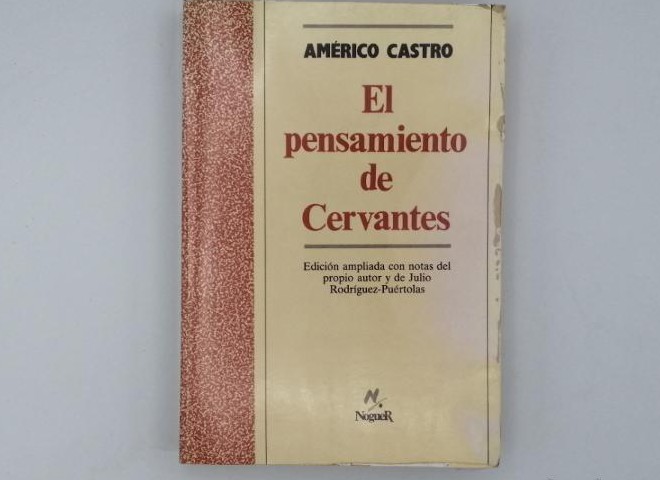 AMÉRICO CASTRO
El
pensamiento
de
Cervantes
Edición ampliada con notas del
propio autor y de Julio
Rodríguez-Puértolas
N
NogueR